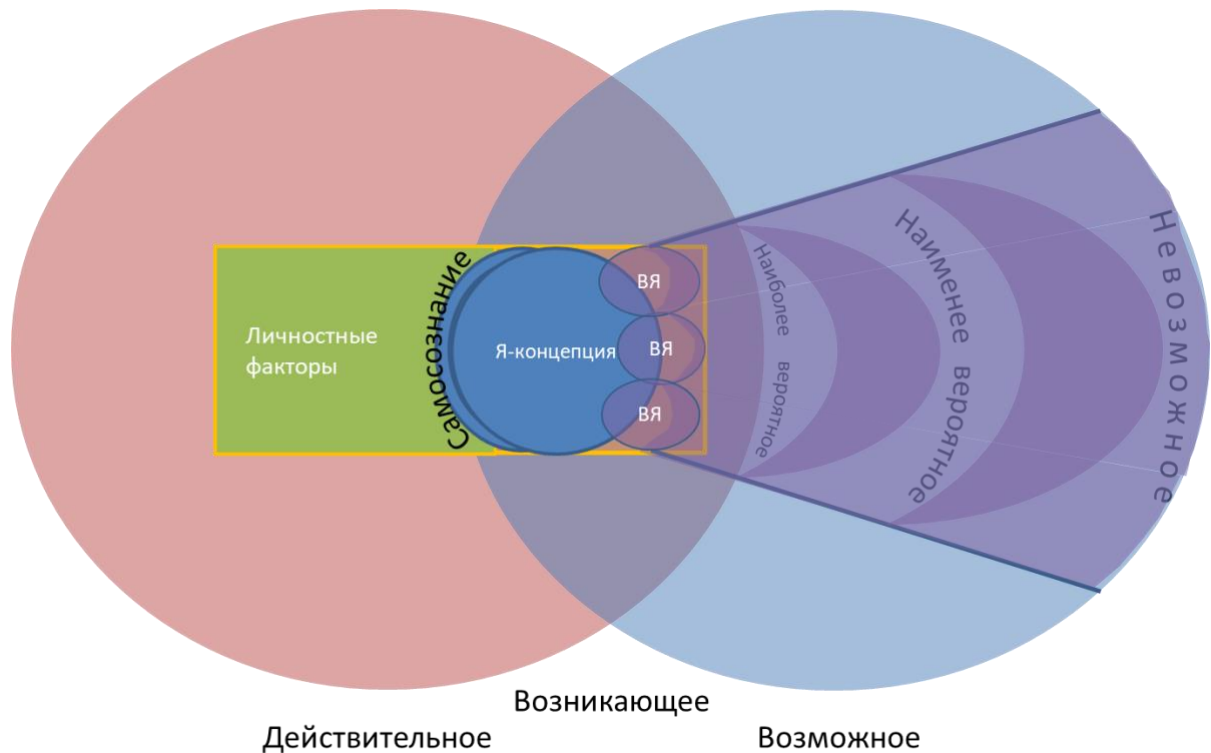 Личностные
факторы
Самосознание
Я-концепция
ВЯ
ВЯ
ВЯ
Наиболее вероятное
Наименее вероятное
Невозможное
Возникающее
Действительное
Возможное